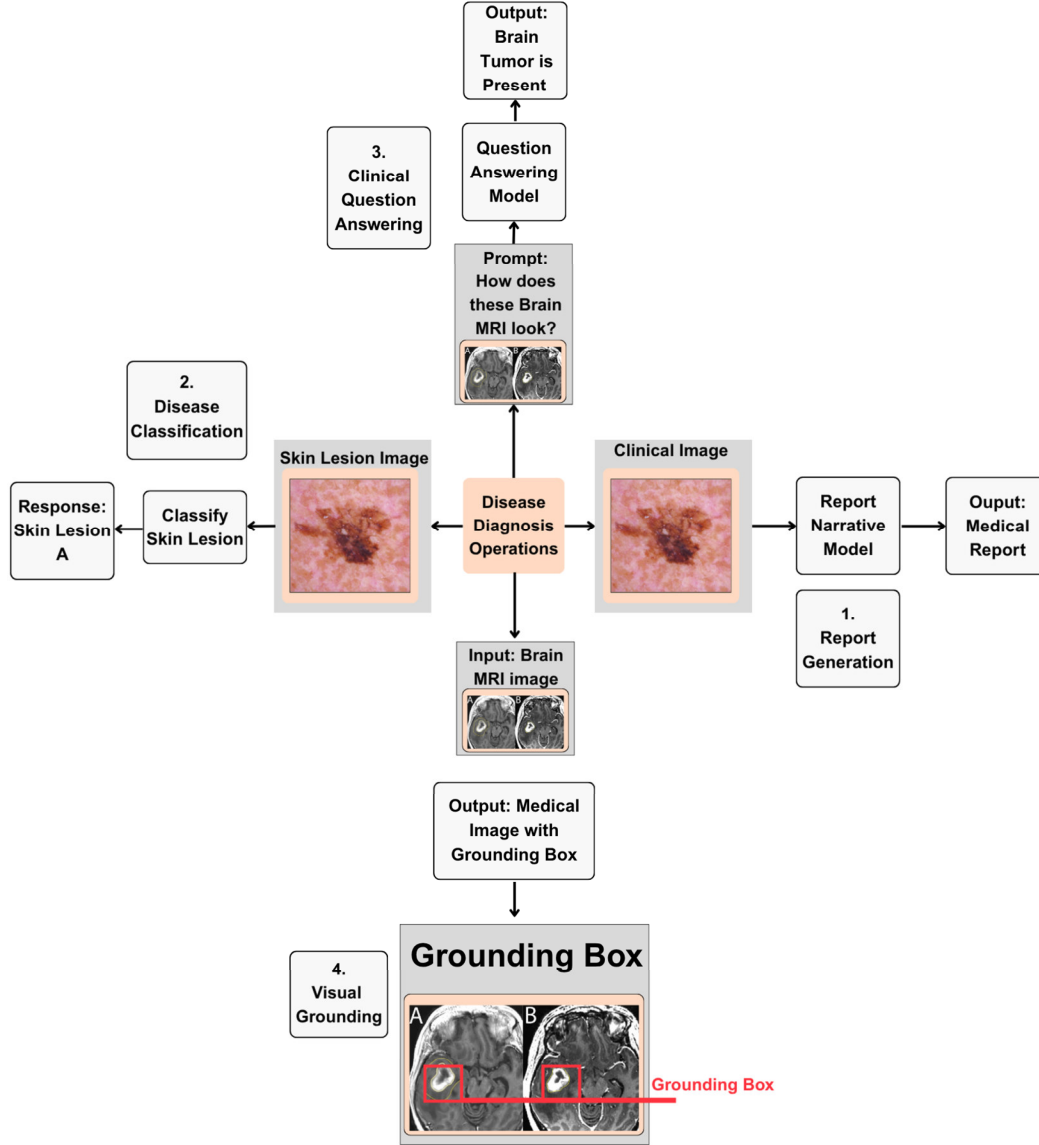 Output:
Brain
Tumor is
Present
3.
Clinical
Question
Answering
Question
Answering
Model
Prompt:
How does
these Brain
MRI look?
A B
2.
Disease
Classification
Skin Lesion Image
Clinical Image
Response:
Skin Lesion
A
Classify
Skin Lesion
Disease
Diagnosis
Operations
Report
Narrative
Model
Ouput:
Medical
Report
1.
Report
Generation
Input: Brain
MRI image
A B
Output: Medical
Image with
Grounding Box
4.
Visual
Grounding
Grounding Box
A B
Grounding Box